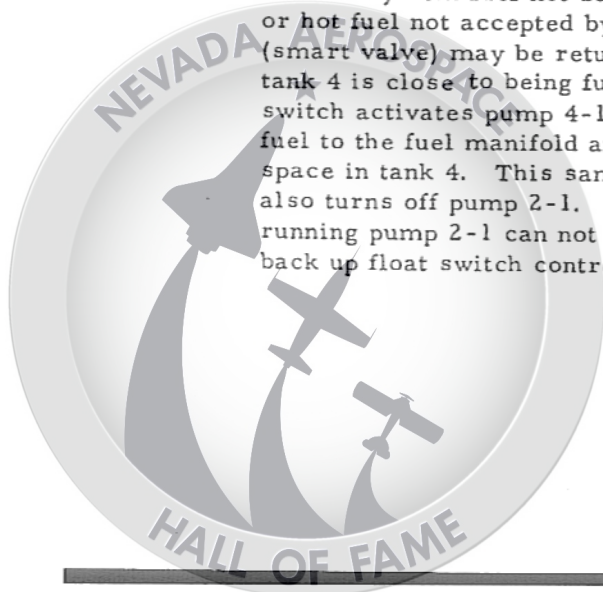 or hot fuel not accepted by
(smart valve) may be retu
tank 4 is close to being fu
switch activates pump 4-1
fuel to the fuel manifold a
space in tank 4. This
also turns off pump 2-1.
running pump 2-1 can not
back up float switch contr
NEVADA AEROSPACE
HALL OF FAME